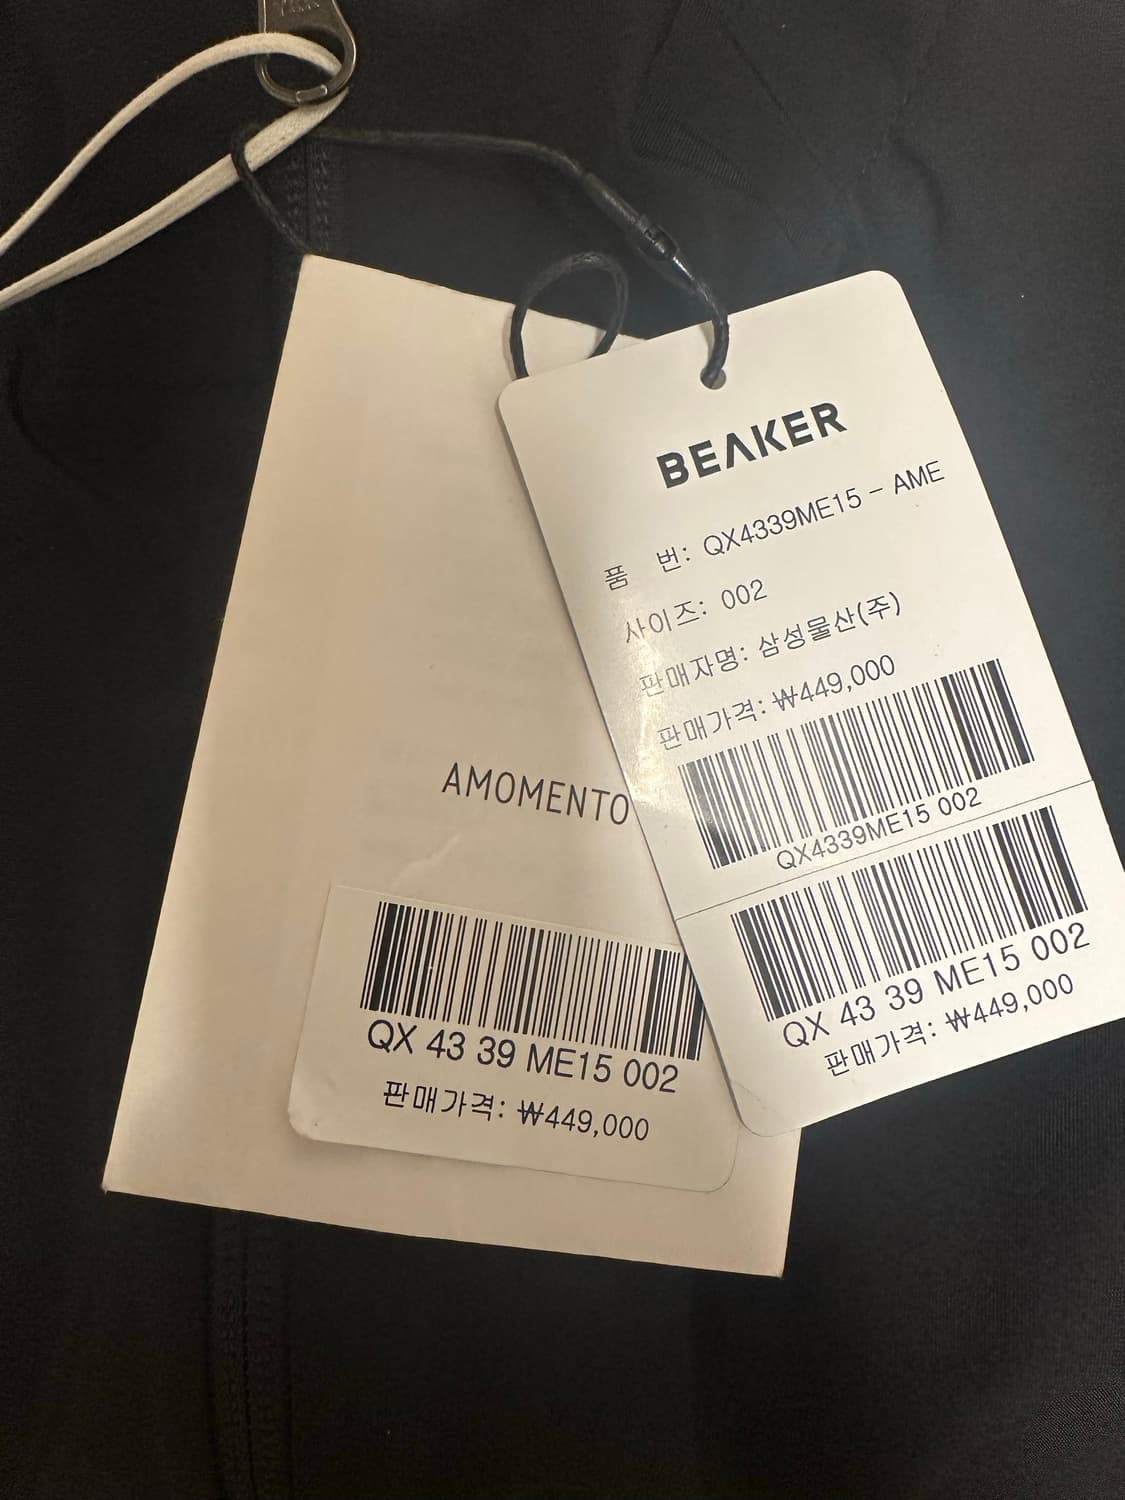 AMOMENTO
QX 43 39 ME15 002
판매가격: ₩449,000
BEAKER
품 번: QX4339ME15 - AME
사이즈: 002
판매자명: 삼성물산(주)
판매가격: ₩449,000
QX4339ME15 002
QX 43 39 ME15 002
판매가격: ₩449,000